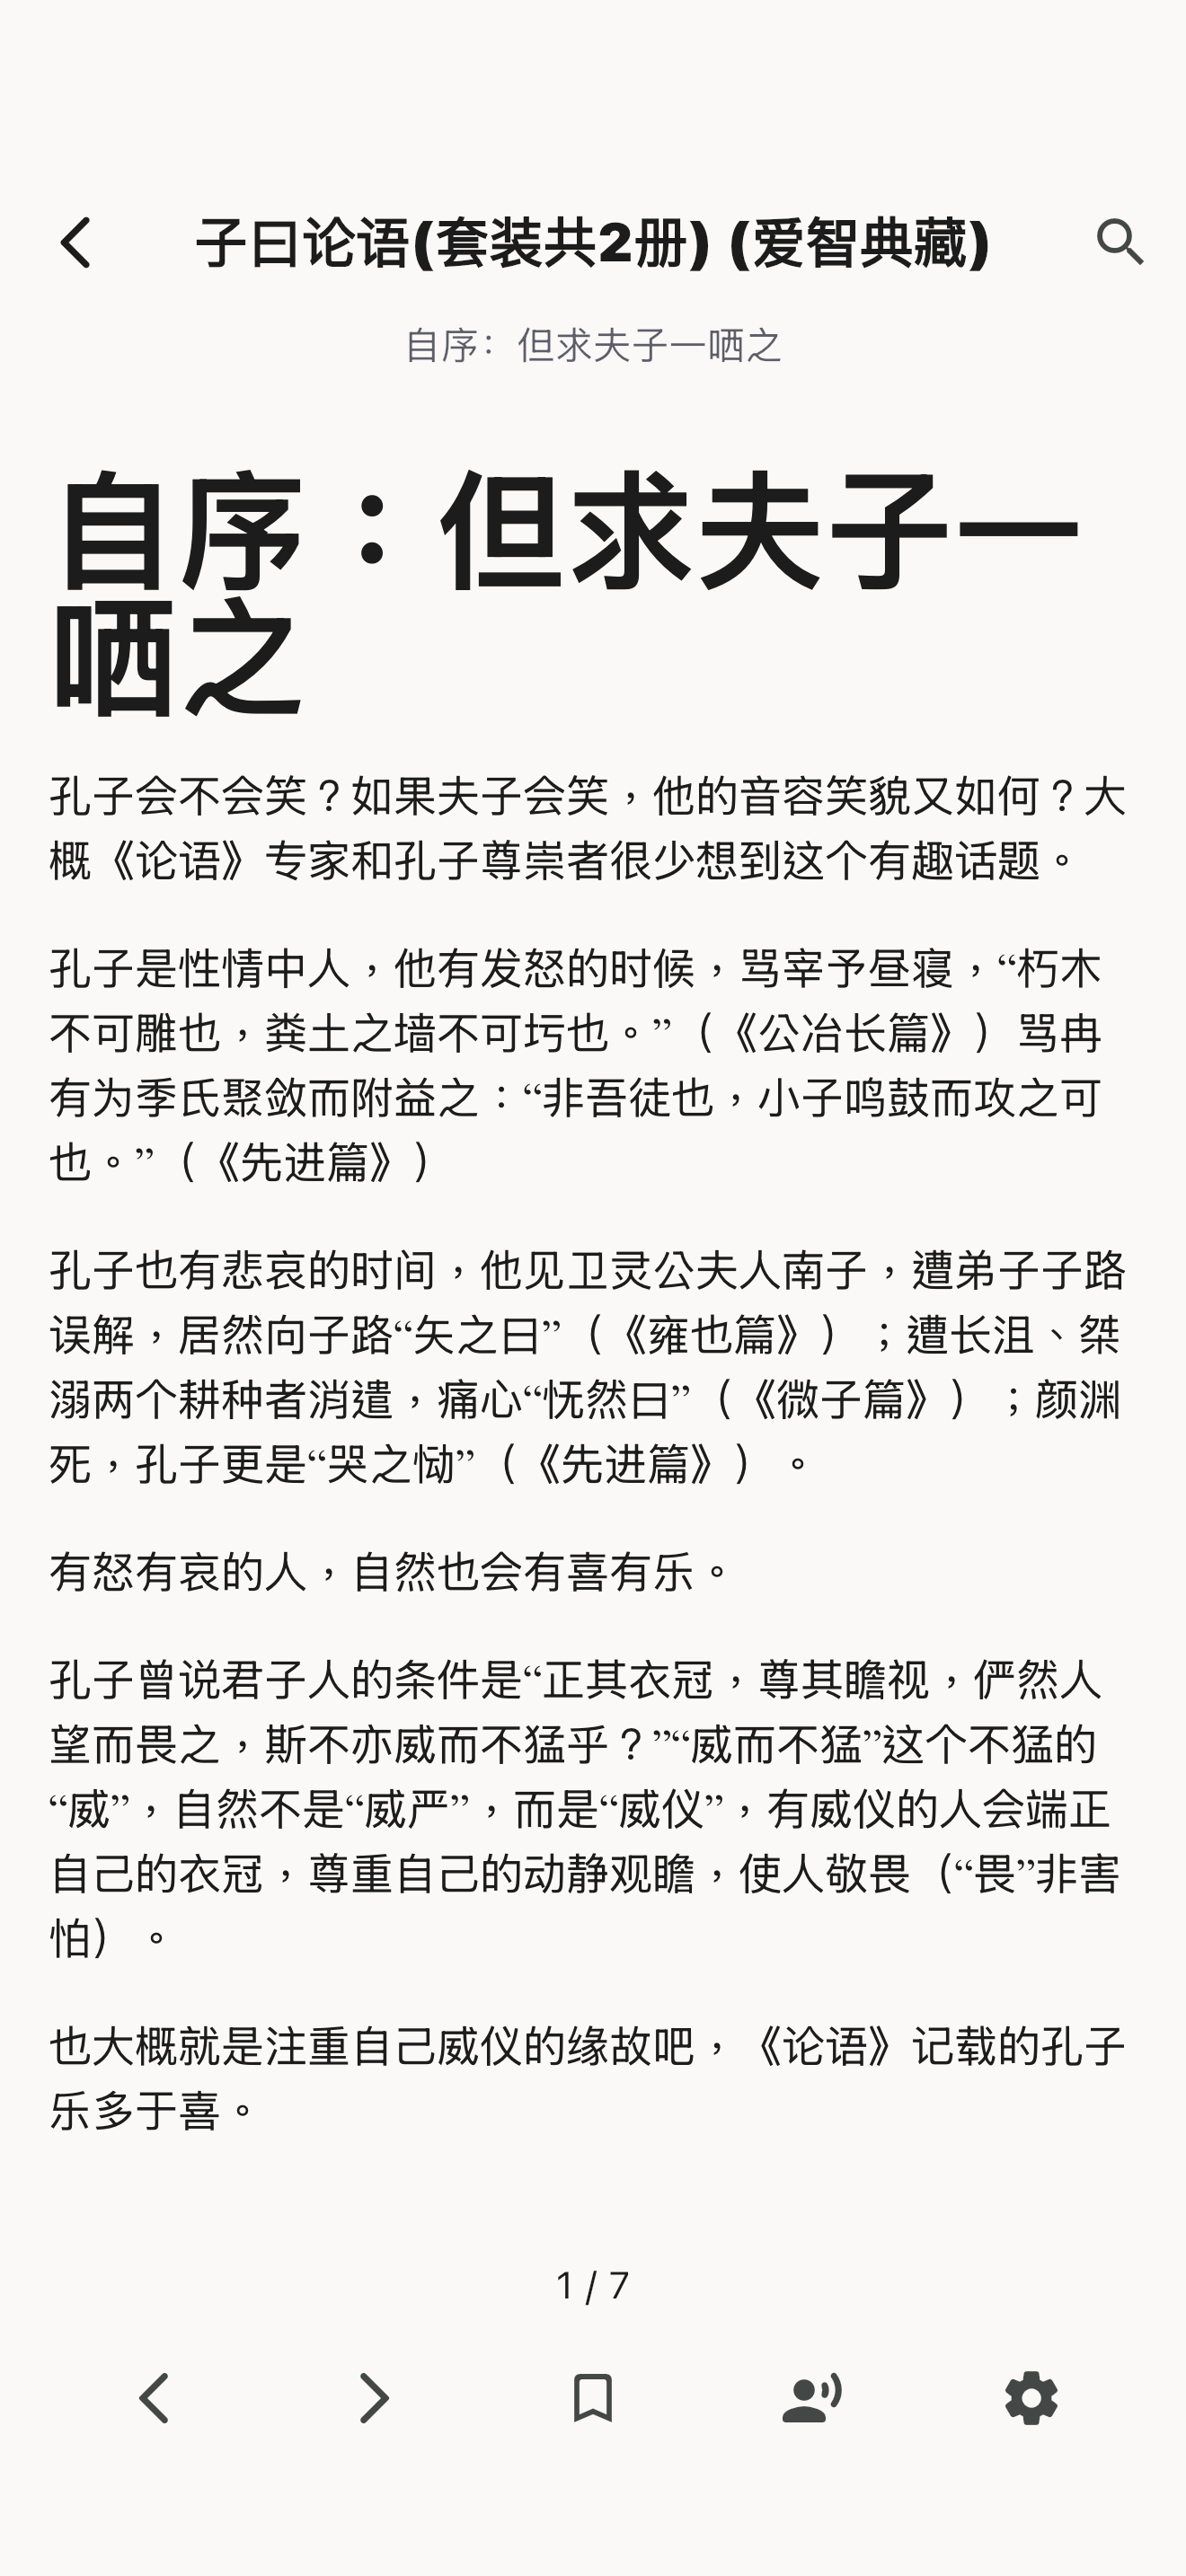 子曰论语(套装共2册) (爱智典藏)
自序：但求夫子一哂之
自序：但求夫子一
哂之
孔子会不会笑？如果夫子会笑，他的音容笑貌又如何？大
概《论语》专家和孔子尊崇者很少想到这个有趣话题。
孔子是性情中人，他有发怒的时候，骂宰予昼寝，“朽木
不可雕也，粪土之墙不可圬也。”（《公冶长篇》）骂冉
有为季氏聚敛而附益之：“非吾徒也，小子鸣鼓而攻之可
也。”（《先进篇》）
孔子也有悲哀的时间，他见卫灵公夫人南子，遭弟子子路
误解，居然向子路“矢之曰”（《雍也篇》）；遭长沮、桀
溺两个耕种者消遣，痛心“怃然曰”（《微子篇》）；颜渊
死，孔子更是“哭之恸”（《先进篇》）。
有怒有哀的人，自然也会有喜有乐。
孔子曾说君子人的条件是“正其衣冠，尊其瞻视，俨然人
望而畏之，斯不亦威而不猛乎？”“威而不猛”这个不猛的
“威”，自然不是“威严”，而是“威仪”，有威仪的人会端正
自己的衣冠，尊重自己的动静观瞻，使人敬畏（“畏”非害
怕）。
也大概就是注重自己威仪的缘故吧，《论语》记载的孔子
乐多于喜。
1 / 7